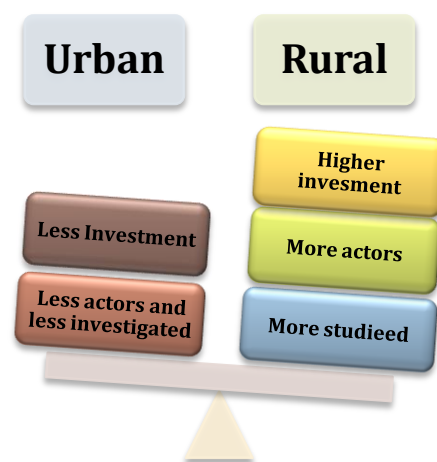 Urban
Rural
Higher
invesment
Less Investment
More actors
Less actors and
less investigated
More studieed